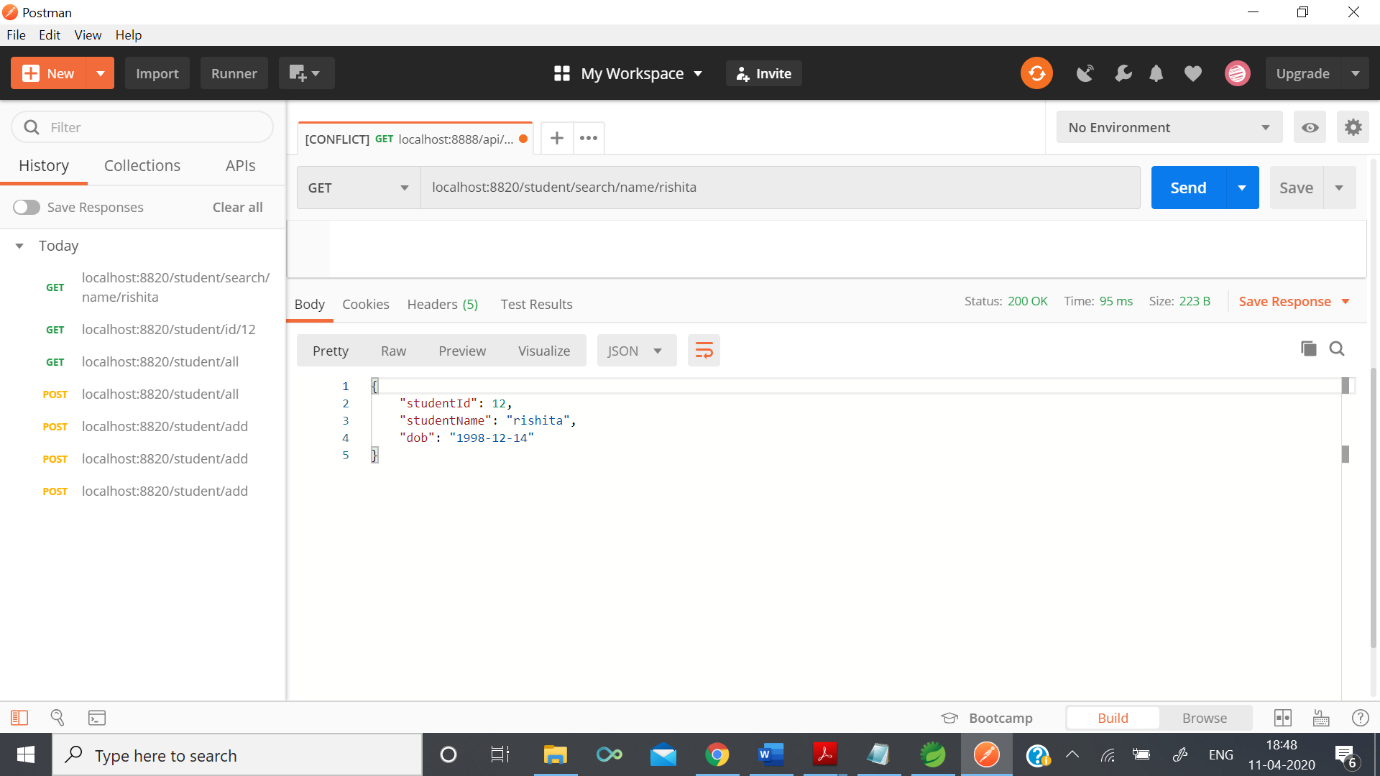 Postman
File Edit View Help
New Import Runner My Workspace Invite Upgrade
Filter
History Collections APIs
Save Responses Clear all
Today
GET localhost:8820/student/search/
name/rishita
GET localhost:8820/student/id/12
GET localhost:8820/student/all
POST localhost:8820/student/all
POST localhost:8820/student/add
POST localhost:8820/student/add
POST localhost:8820/student/add
[CONFLICT] GET localhost:8888/api/...
No Environment
GET localhost:8820/student/search/name/rishita Send Save
Body Cookies Headers (5) Test Results Status: 200 OK Time: 95 ms Size: 223 B Save Response
Pretty Raw Preview Visualize JSON
1 {
2 "studentId": 12,
3 "studentName": "rishita",
4 "dob": "1998-12-14"
5 }
Bootcamp Build Browse
Type here to search
ENG
18:48
11-04-2020
6